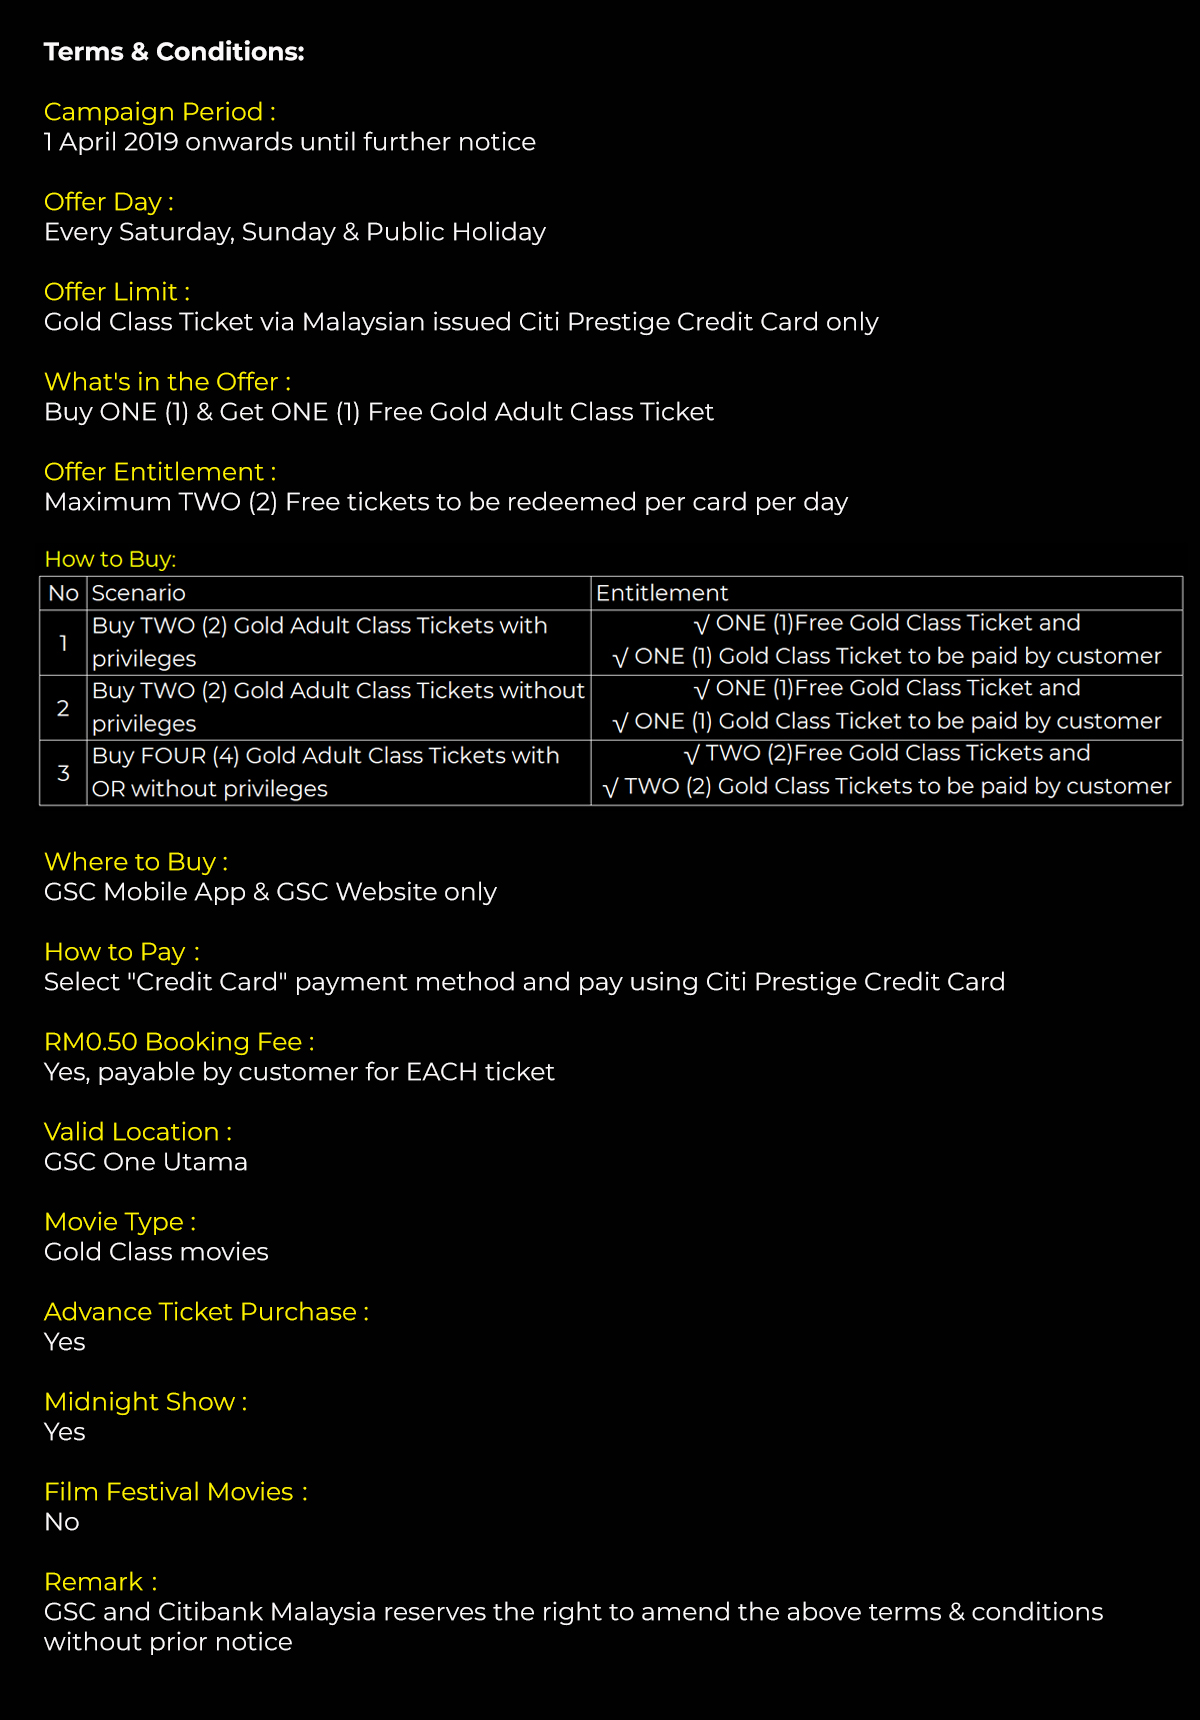 Terms & Conditions:
Campaign Period :
1 April 2019 onwards until further notice
Offer Day :
Every Saturday, Sunday & Public Holiday
Offer Limit :
Gold Class Ticket via Malaysian issued Citi Prestige Credit Card only
What's in the Offer :
Buy ONE (1) & Get ONE (1) Free Gold Adult Class Ticket
Offer Entitlement :
Maximum TWO (2) Free tickets to be redeemed per card per day
How to Buy:
No Scenario Entitlement
1
Buy TWO (2) Gold Adult Class Tickets with
privileges
√ ONE (1)Free Gold Class Ticket and
√ ONE (1) Gold Class Ticket to be paid by customer
2
Buy TWO (2) Gold Adult Class Tickets without
privileges
√ ONE (1)Free Gold Class Ticket and
√ ONE (1) Gold Class Ticket to be paid by customer
3
Buy FOUR (4) Gold Adult Class Tickets with
OR without privileges
√ TWO (2)Free Gold Class Tickets and
√ TWO (2) Gold Class Tickets to be paid by customer
Where to Buy :
GSC Mobile App & GSC Website only
How to Pay :
Select "Credit Card" payment method and pay using Citi Prestige Credit Card
RM0.50 Booking Fee :
Yes, payable by customer for EACH ticket
Valid Location :
GSC One Utama
Movie Type :
Gold Class movies
Advance Ticket Purchase :
Yes
Midnight Show :
Yes
Film Festival Movies :
No
Remark :
GSC and Citibank Malaysia reserves the right to amend the above terms & conditions
without prior notice